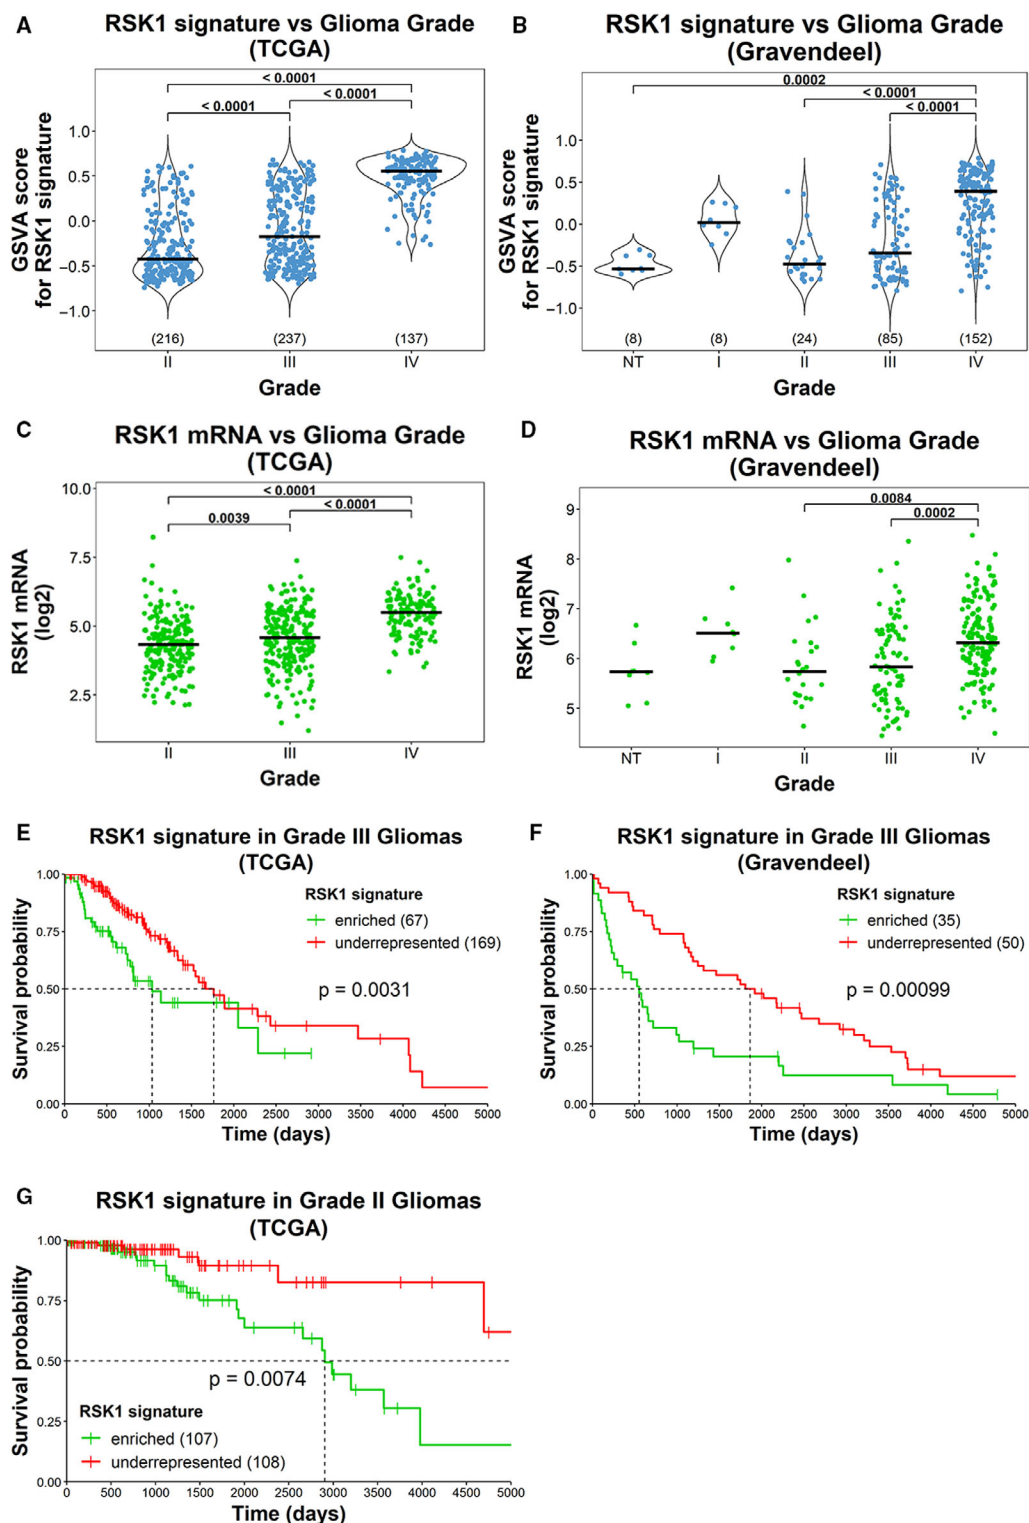 A
RSK1 signature vs Glioma Grade
(TCGA)
GSVA score
for RSK1 signature
1.0
0.5
0.0
−0.5
−1.0
< 0.0001
< 0.0001
< 0.0001
(216)
(237)
(137)
II
III
IV
Grade
B
RSK1 signature vs Glioma Grade
(Gravendeel)
GSVA score
for RSK1 signature
1.0
0.5
0.0
−0.5
−1.0
0.0002
< 0.0001
< 0.0001
(8)
(8)
(24)
(85)
(152)
NT
I
II
III
IV
Grade
C
RSK1 mRNA vs Glioma Grade
(TCGA)
RSK1 mRNA
(log2)
10.0
7.5
5.0
2.5
< 0.0001
0.0039
< 0.0001
II
III
IV
Grade
D
RSK1 mRNA vs Glioma Grade
(Gravendeel)
RSK1 mRNA
(log2)
9
8
7
6
5
0.0084
0.0002
NT
I
II
III
IV
Grade
E
RSK1 signature in Grade III Gliomas
(TCGA)
Survival probability
1.00
0.75
0.50
0.25
0.00
RSK1 signature
enriched (67)
underrepresented (169)
p = 0.0031
0 500 1000 1500 2000 2500 3000 3500 4000 4500 5000
Time (days)
F
RSK1 signature in Grade III Gliomas
(Gravendeel)
Survival probability
1.00
0.75
0.50
0.25
0.00
RSK1 signature
enriched (35)
underrepresented (50)
p = 0.00099
0 500 1000 1500 2000 2500 3000 3500 4000 4500 5000
Time (days)
G
RSK1 signature in Grade II Gliomas
(TCGA)
Survival probability
1.00
0.75
0.50
0.25
0.00
p = 0.0074
RSK1 signature
enriched (107)
underrepresented (108)
0 500 1000 1500 2000 2500 3000 3500 4000 4500 5000
Time (days)